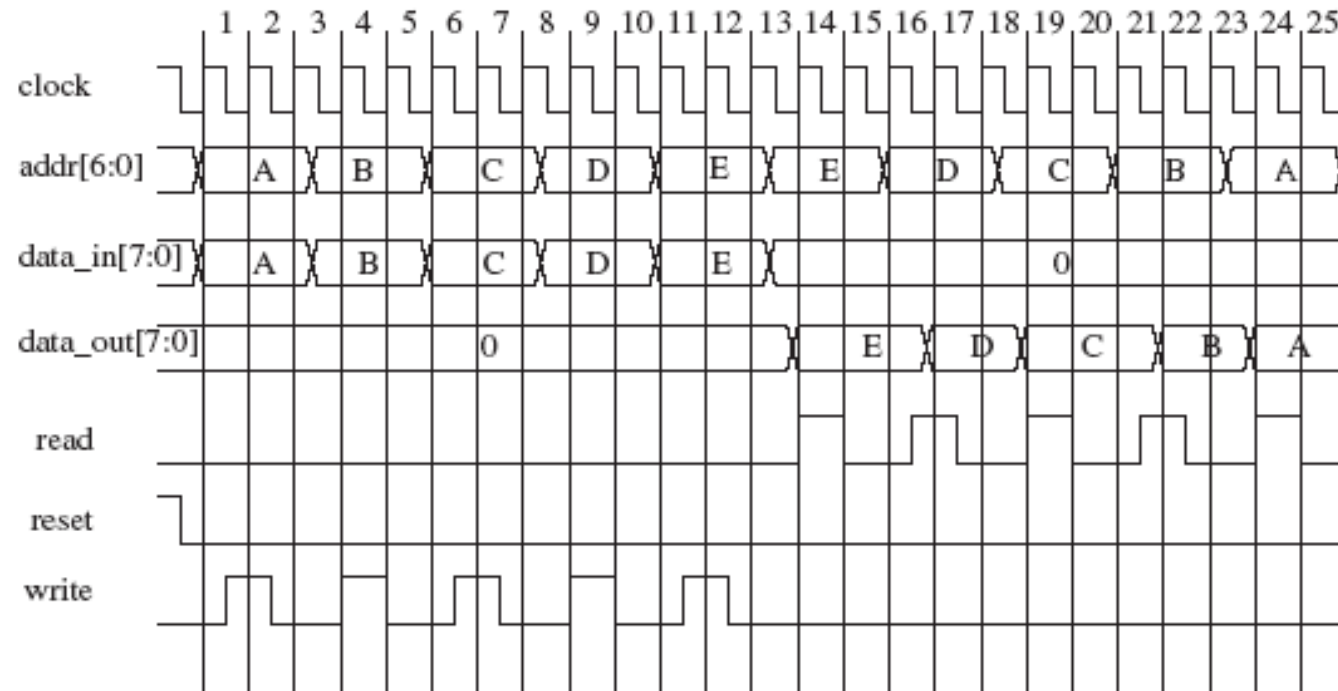 1 2 3 4 5 6 7 8 9 10 11 12 13 14 15 16 17 18 19 20 21 22 23 24 25
clock
addr[6:0] A B C D E E D C B A
data_in[7:0] A B C D E 0
data_out[7:0] 0 E D C B A
read
reset
write